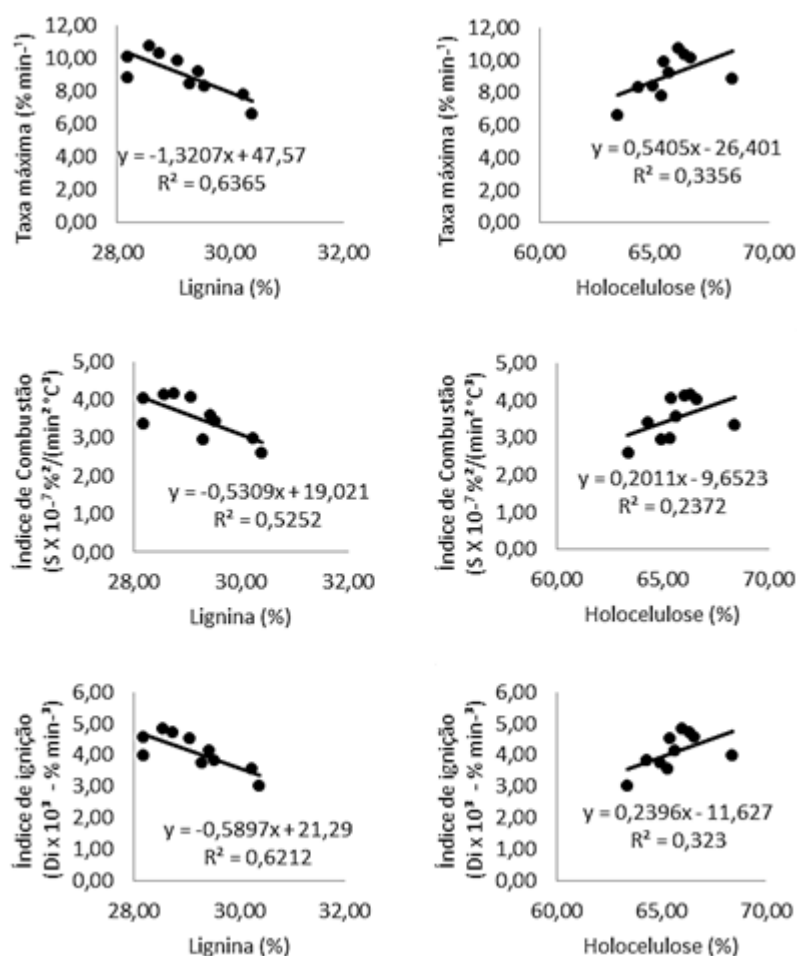 Taxa máxima (% min-¹)
12,00
10,00
8,00
6,00
4,00
2,00
0,00
y = -1,3207x + 47,57
R² = 0,6365
28,00 30,00 32,00
Lignina (%)
Taxa máxima (% min-¹)
12,00
10,00
8,00
6,00
4,00
2,00
0,00
y = 0,5405x - 26,401
R² = 0,3356
60,00 65,00 70,00
Holocelulose (%)
Índice de Combustão
(S X 10-⁷ %²/(min² °C³)
5,00
4,00
3,00
2,00
1,00
0,00
y = -0,5309x + 19,021
R² = 0,5252
28,00 30,00 32,00
Lignina (%)
Índice de Combustão
(S X 10-⁷ %²/(min² °C³)
5,00
4,00
3,00
2,00
1,00
0,00
y = 0,2011x - 9,6523
R² = 0,2372
60,00 65,00 70,00
Holocelulose (%)
Índice de ignição
(Di x 10³ - % min-³)
6,00
5,00
4,00
3,00
2,00
1,00
0,00
y = -0,5897x + 21,29
R² = 0,6212
28,00 30,00 32,00
Lignina (%)
Índice de ignição
(Di x 10³ - % min-³)
6,00
5,00
4,00
3,00
2,00
1,00
0,00
y = 0,2396x - 11,627
R² = 0,323
60,00 65,00 70,00
Holocelulose (%)